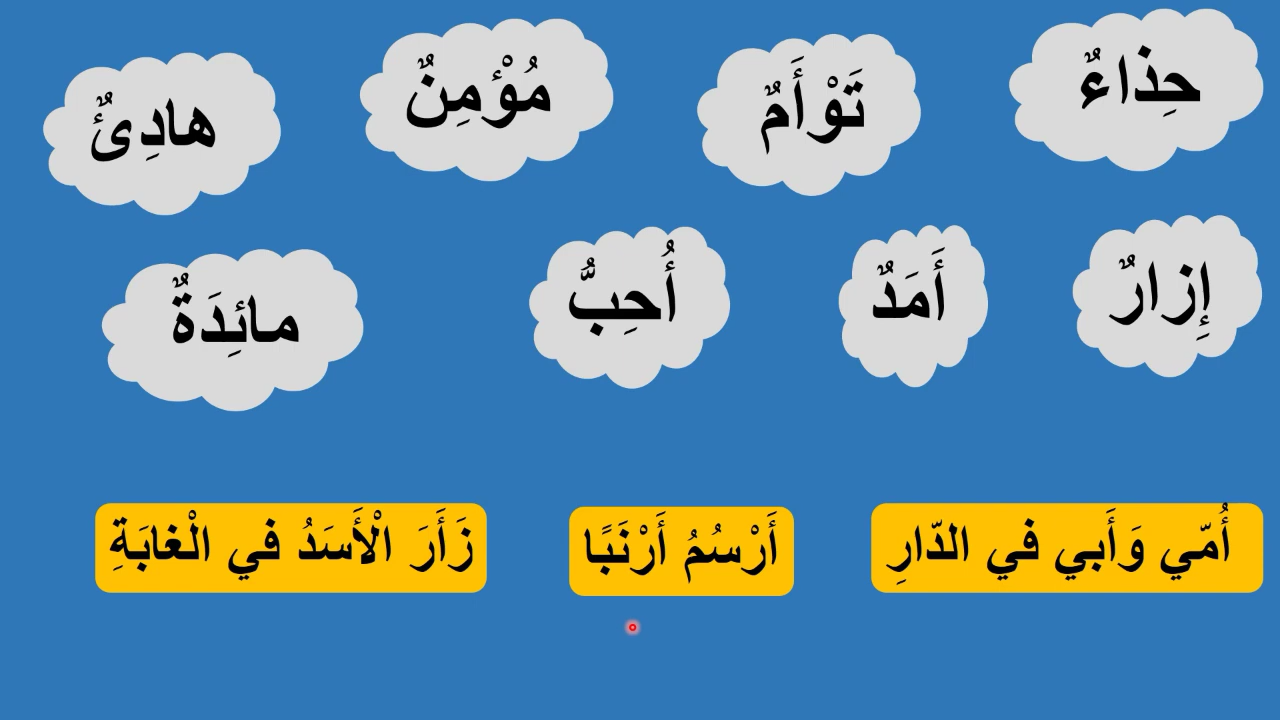 حِذاءٌ
تَوْأَمٌ
مُؤْمِنٌ
هادِئٌ
إِزارٌ
أَمَدٌ
أُحِبُّ
مائِدَةٌ
أُمّي وَأَبي في الدّارِ
أَرْسُمُ أَرْنَبًا
زَأَرَ الْأَسَدُ في الْغابَةِ